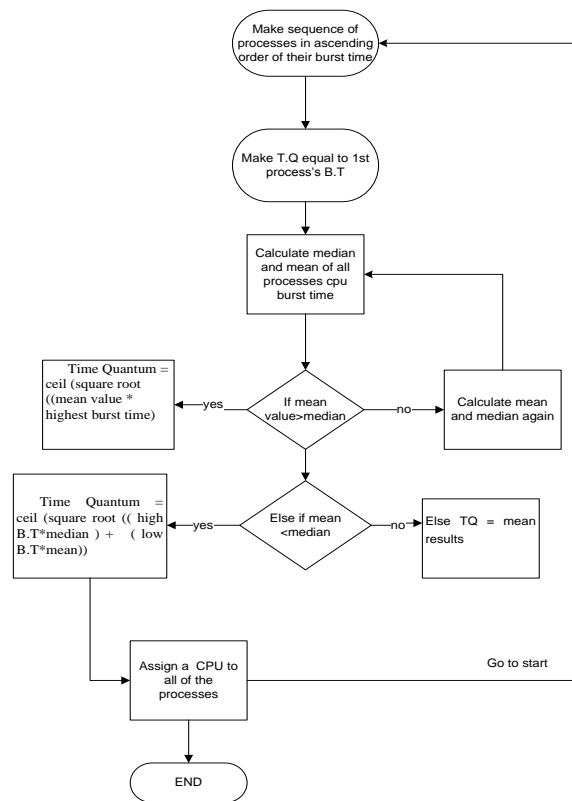 Make sequence of
processes in ascending
order of their burst time
Make T.Q equal to 1st
process's B.T
Calculate median
and mean of all
processes cpu
burst time
Time Quantum =
ceil (square root
((mean value *
highest burst time)
yes
If mean
value>median
no
Calculate mean
and median again
Time Quantum =
ceil (square root (( high
B.T*median ) + ( low
B.T*mean))
yes
Else if mean
<median
no
Else TQ = mean
results
Assign a CPU to
all of the
processes
Go to start
END